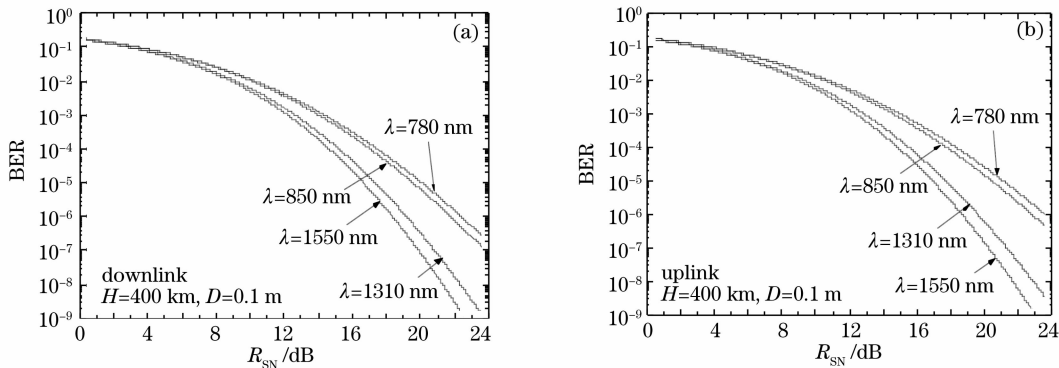 (a)
BER
10⁰
10⁻¹
10⁻²
10⁻³
10⁻⁴
10⁻⁵
10⁻⁶
10⁻⁷
10⁻⁸
10⁻⁹
λ=780 nm
λ=850 nm
λ=1550 nm
λ=1310 nm
downlink
H=400 km, D=0.1 m
0 4 8 12 16 20 24
R_SN /dB
(b)
BER
10⁰
10⁻¹
10⁻²
10⁻³
10⁻⁴
10⁻⁵
10⁻⁶
10⁻⁷
10⁻⁸
10⁻⁹
λ=780 nm
λ=850 nm
λ=1310 nm
λ=1550 nm
uplink
H=400 km, D=0.1 m
0 4 8 12 16 20 24
R_SN /dB